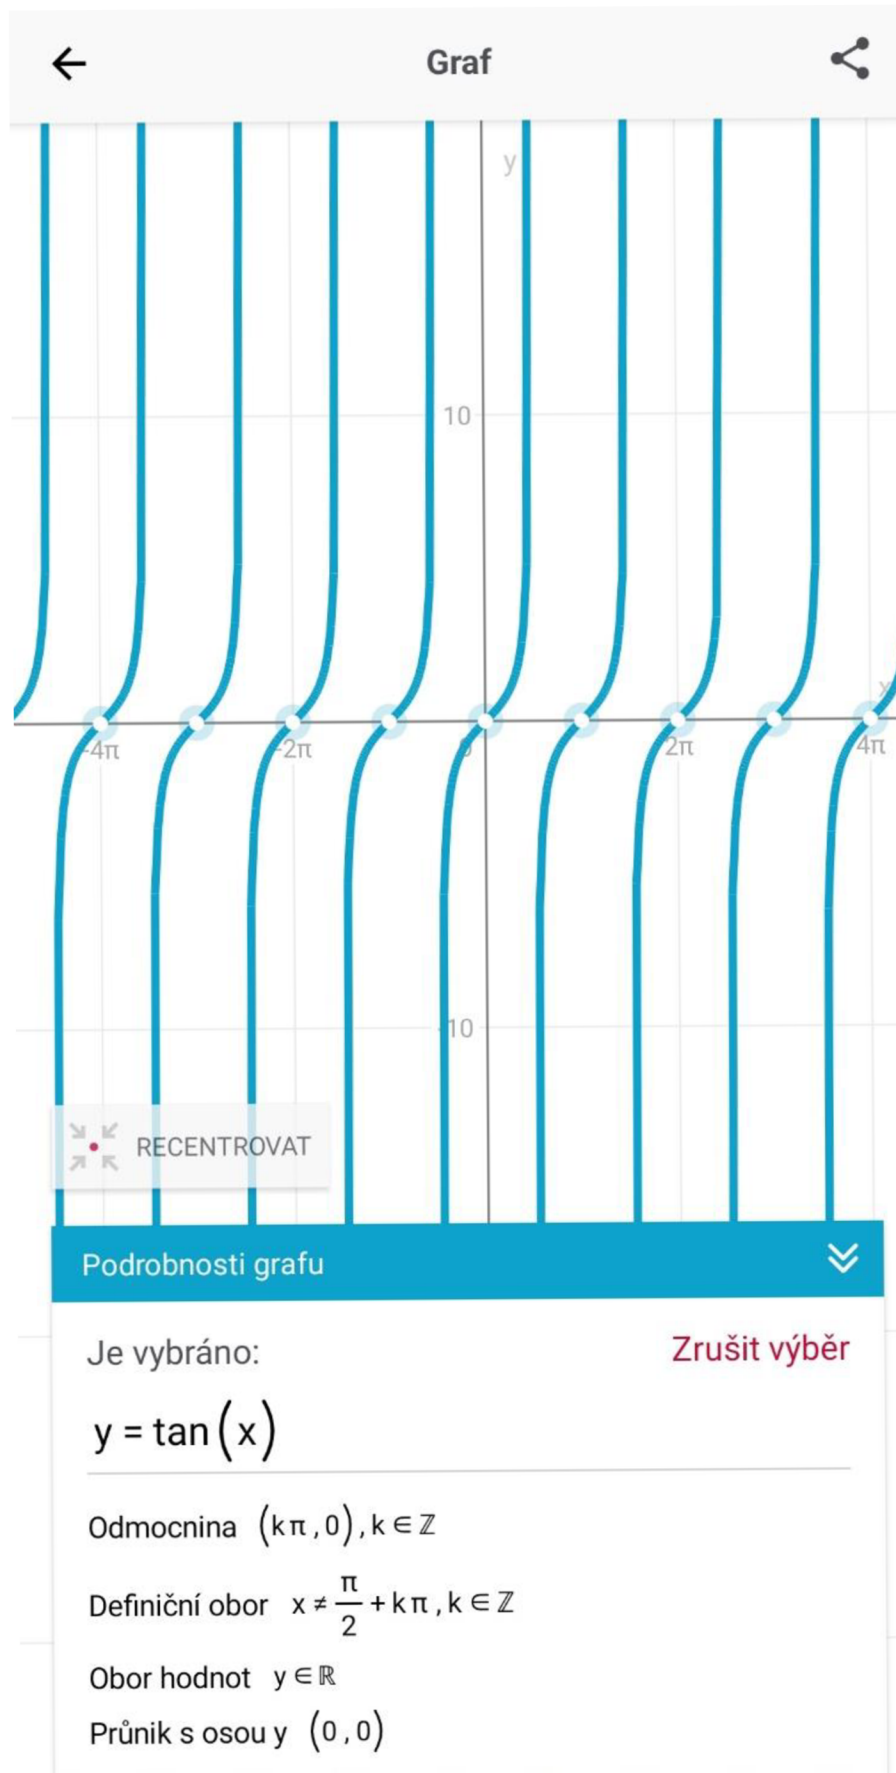 Graf
y
10
x
-4π -2π 0 2π 4π
-10
RECENTROVAT
Podrobnosti grafu
Je vybráno: Zrušit výběr
y = tan(x)
Odmocnina (kπ,0),k∈ℤ
Definiční obor x≠π/2+kπ,k∈ℤ
Obor hodnot y∈ℝ
Průnik s osou y (0,0)